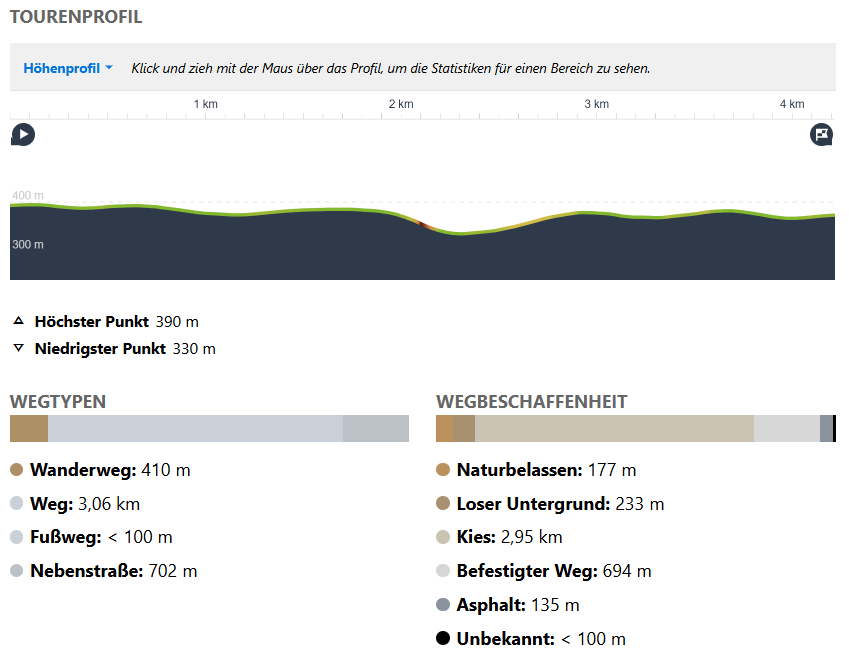 TOURENPROFIL
Höhenprofil Klick und zieh mit der Maus über das Profil, um die Statistiken für einen Bereich zu sehen.
1 km 2 km 3 km 4 km
400 m
300 m
Höchster Punkt 390 m
Niedrigster Punkt 330 m
WEGTYPEN
Wanderweg: 410 m
Weg: 3,06 km
Fußweg: < 100 m
Nebenstraße: 702 m
WEGBESCHAFFENHEIT
Naturbelassen: 177 m
Loser Untergrund: 233 m
Kies: 2,95 km
Befestigter Weg: 694 m
Asphalt: 135 m
Unbekannt: < 100 m